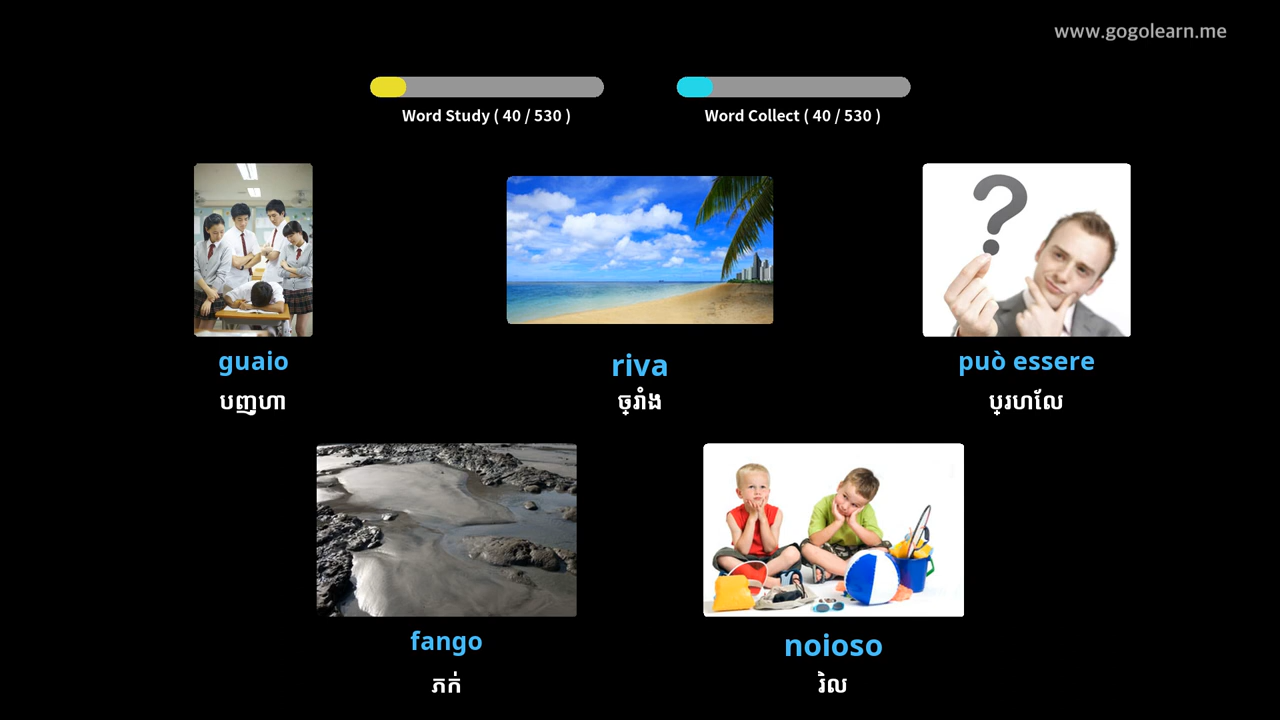 www.gogolearn.me
Word Study ( 40 / 530 )
Word Collect ( 40 / 530 )
guaio
បញ្ហា
riva
ច្រាំង
può essere
ប្រហលែ
fango
ភក់
noioso
រិល